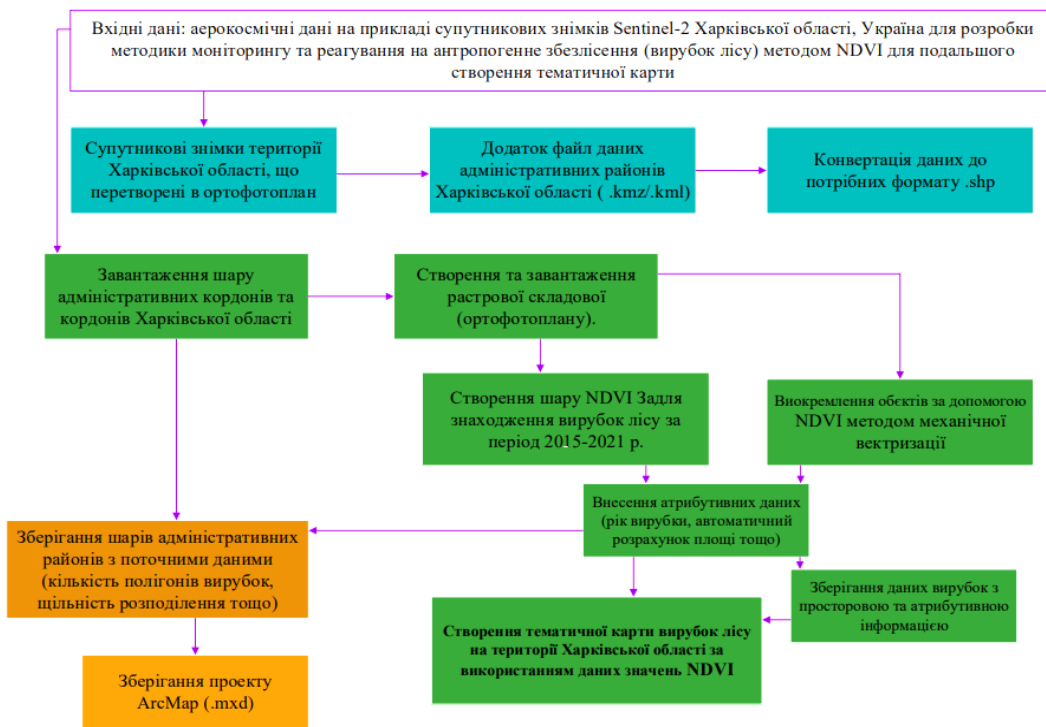 Вхідні дані: аерокосмічні дані на прикладі супутникових знімків Sentinel-2 Харківської області, Україна для розробки
методики моніторингу та реагування на антропогенне збезлісення (вирубок лісу) методом NDVI для подальшого
створення тематичної карти
Супутникові знімки території
Харківської області, що
перетворені в ортофотоплан
Додаток файл даних
адміністративних районів
Харківської області ( .kmz/.kml)
Конвертація даних до
потрібних формату .shp
Завантаження шару
адміністративних кордонів та
кордонів Харківської області
Створення та завантаження
растрової складової
(ортофотоплану).
Створення шару NDVI Задля
знаходження вирубок лісу за
період 2015-2021 р.
Виокремлення обєктів за допомогою
NDVI методом механічної
вектризації
Внесення атрибутивних даних
(рік вирубки, автоматичний
розрахунок площі тощо)
Зберігання шарів адміністративних
районів з поточними даними
(кількість полігонів вирубок,
щільність розподілення тощо)
Зберігання даних вирубок з
просторовою та атрибутивною
інформацією
Створення тематичної карти вирубок лісу
на території Харківської області за
використанням даних значень NDVI
Зберігання проекту
ArcMap (.mxd)